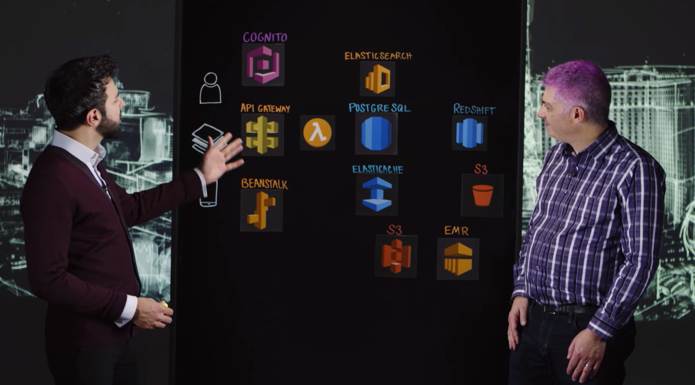 COGNITO
ELASTICSEARCH
API GATEWAY
POSTGRESQL
REDSHIFT
BEANSTALK
ELASTICACHE
S3
S3
EMR